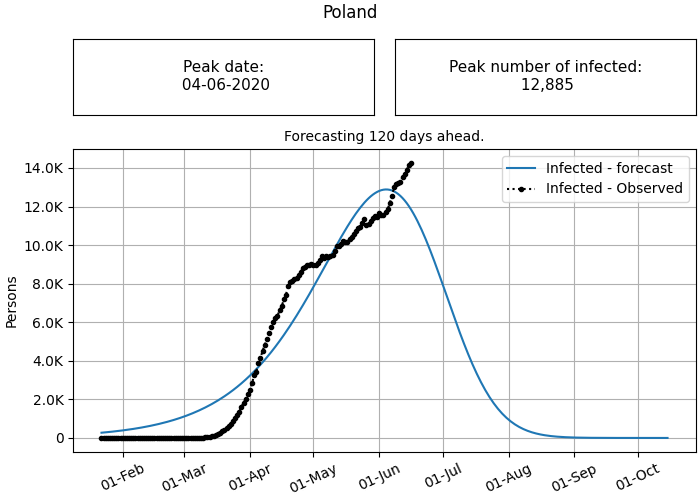 Poland
Peak date:
04-06-2020
Peak number of infected:
12,885
Forecasting 120 days ahead.
Infected - forecast
Infected - Observed
Persons
14.0K
12.0K
10.0K
8.0K
6.0K
4.0K
2.0K
0
01-Feb
01-Mar
01-Apr
01-May
01-Jun
01-Jul
01-Aug
01-Sep
01-Oct